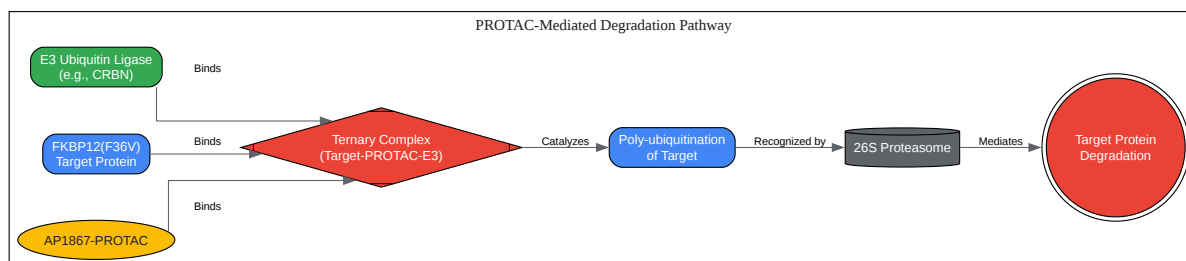 PROTAC-Mediated Degradation Pathway
E3 Ubiquitin Ligase
(e.g., CRBN)
Binds
FKBP12(F36V)
Target Protein
Binds
AP1867-PROTAC
Binds
Ternary Complex
(Target-PROTAC-E3)
Catalyzes
Poly-ubiquitination
of Target
Recognized by
26S Proteasome
Mediates
Target Protein
Degradation